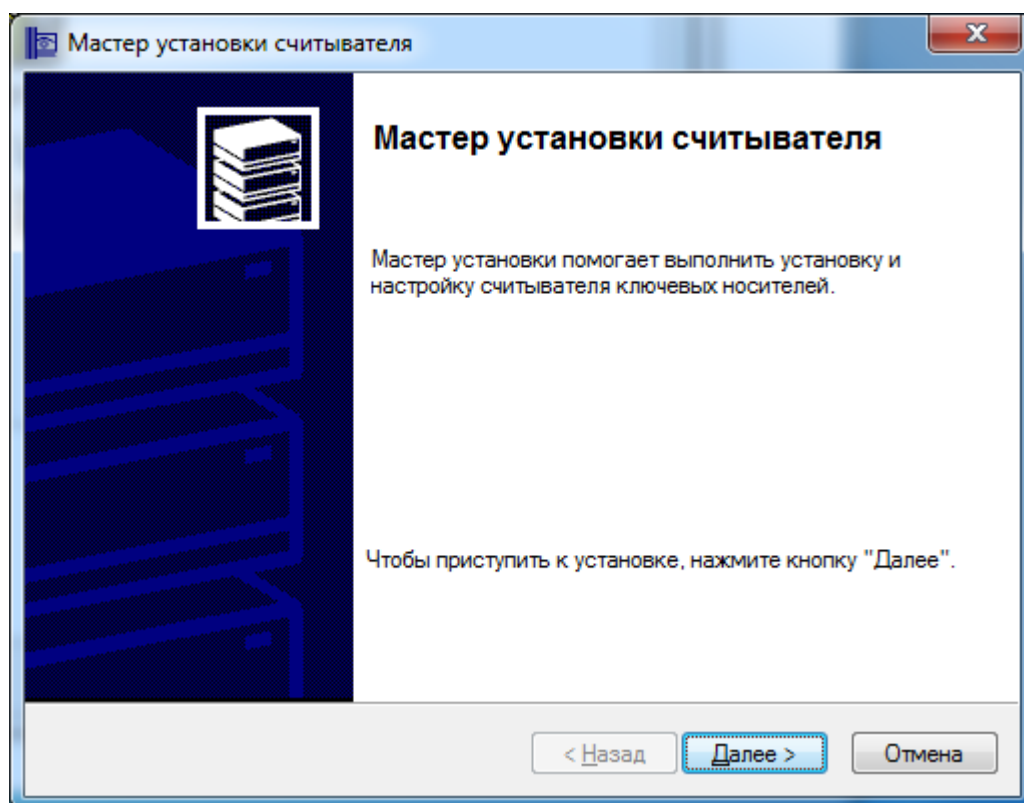 Мастер установки считывателя
Мастер установки считывателя
Мастер установки помогает выполнить установку и
настройку считывателя ключевых носителей.
Чтобы приступить к установке, нажмите кнопку "Далее".
< Назад
Далее >
Отмена